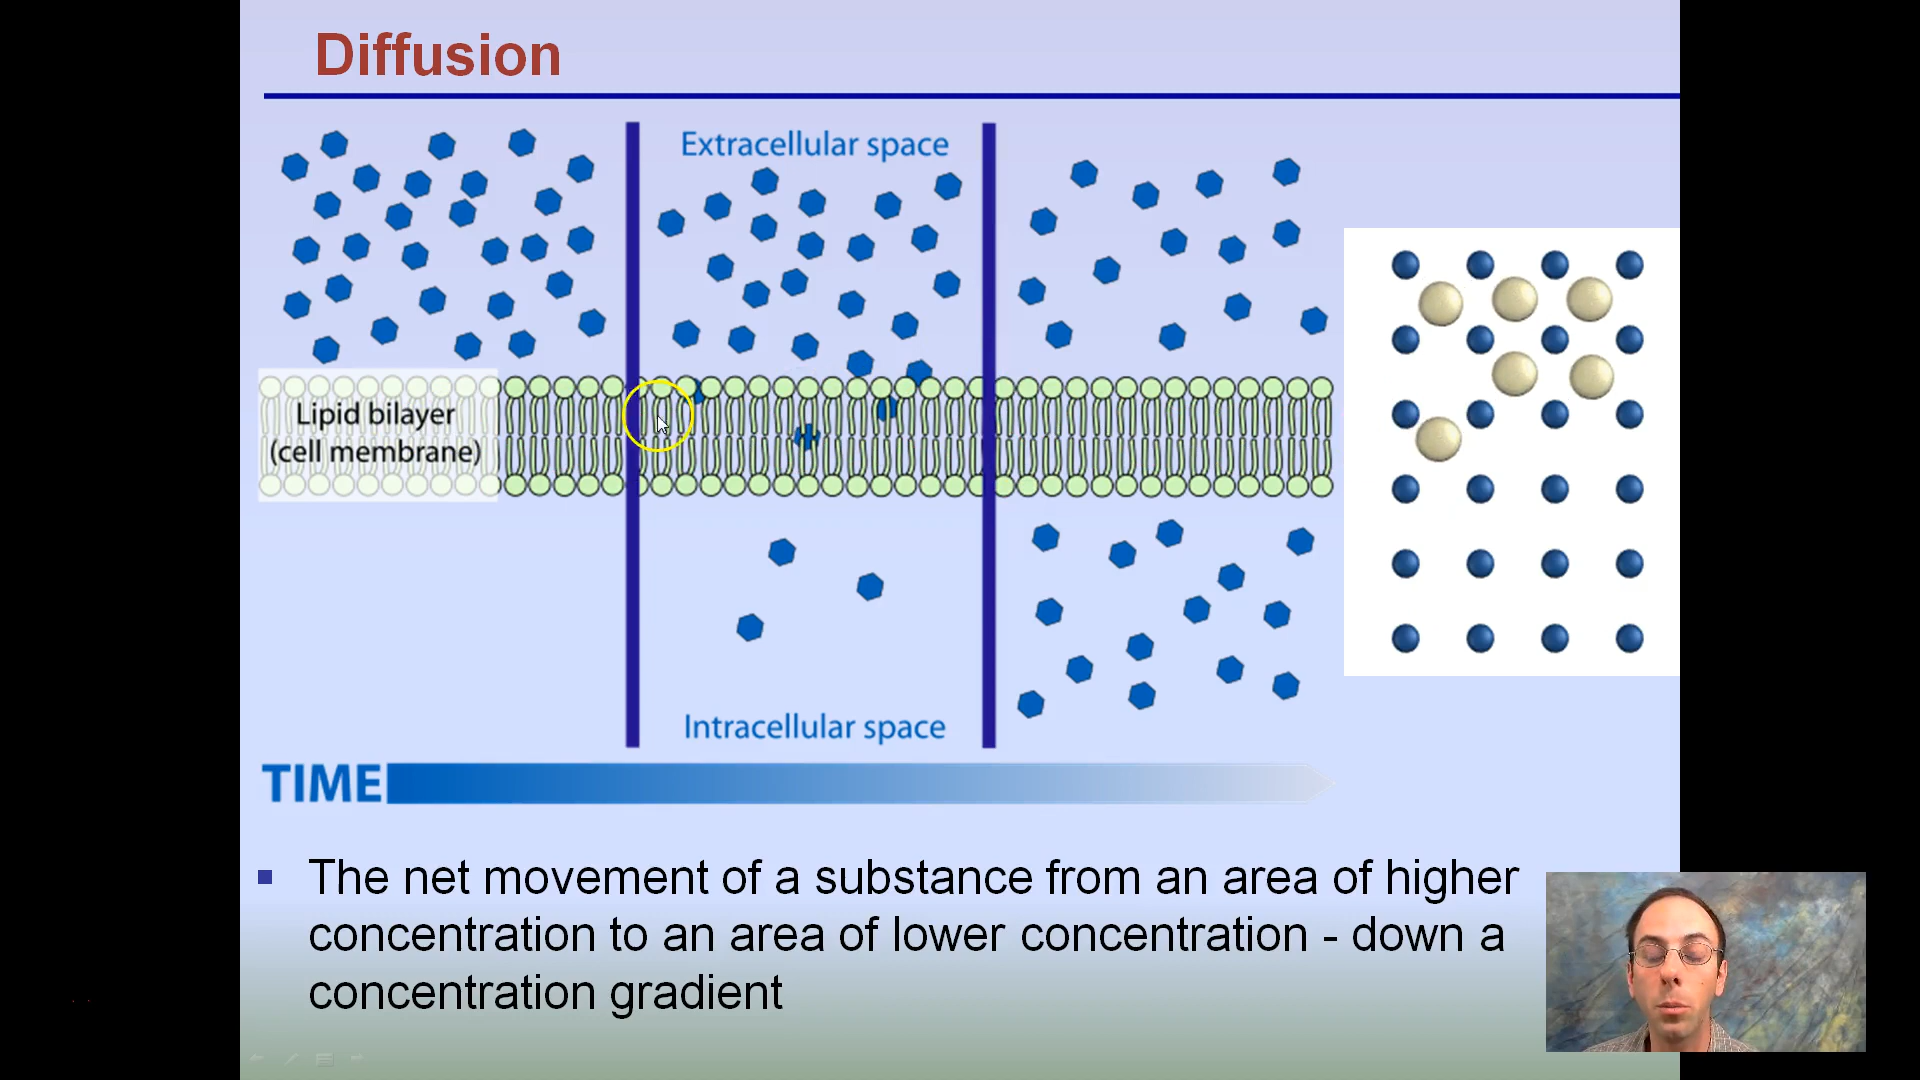 Diffusion
Extracellular space
Lipid bilayer
(cell membrane)
Intracellular space
TIME
The net movement of a substance from an area of higher
concentration to an area of lower concentration - down a
concentration gradient